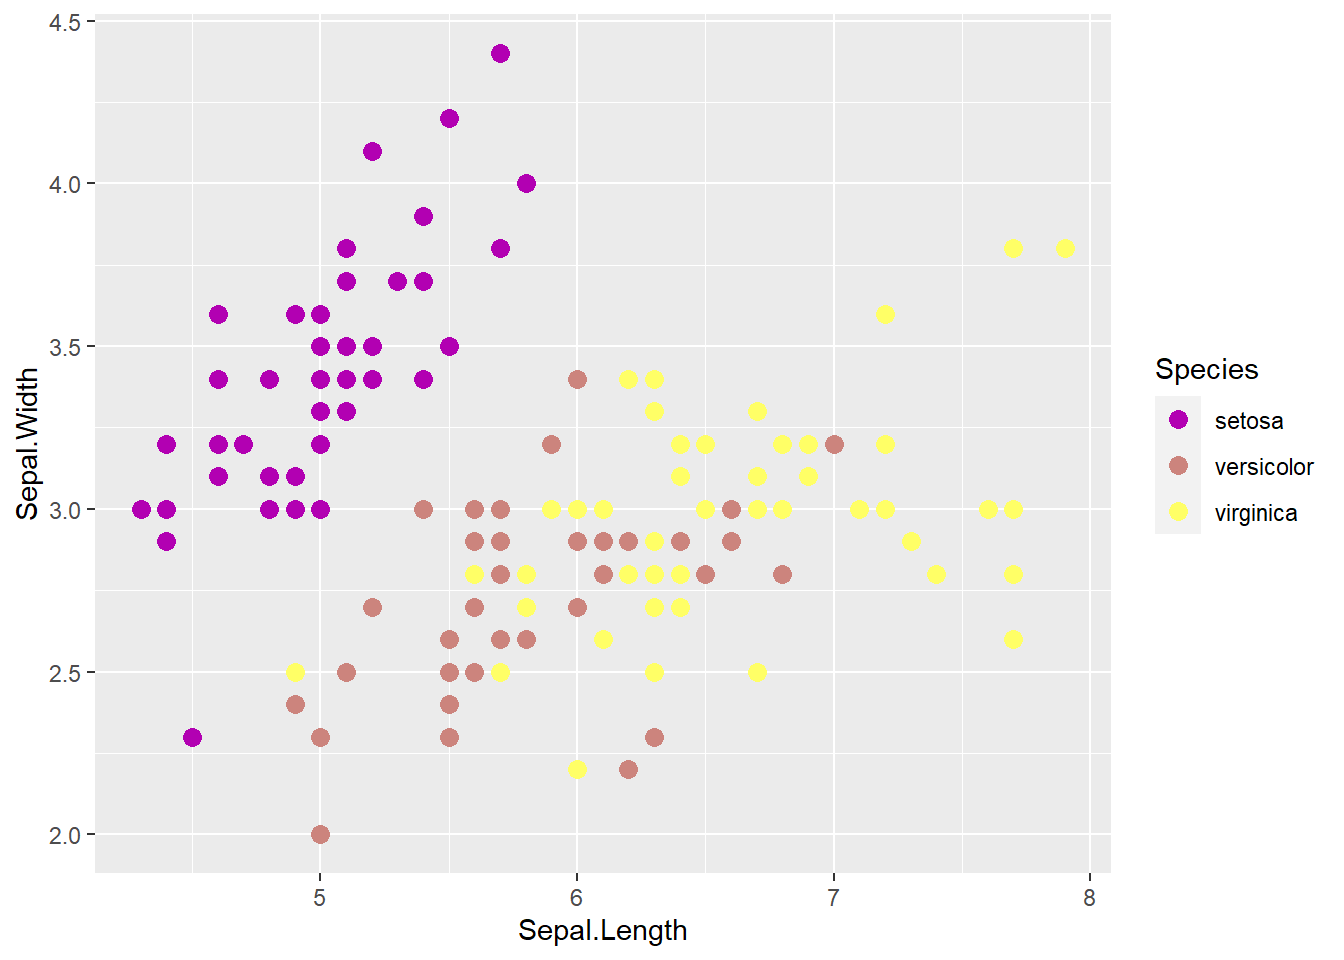 4.5
4.0
3.5
3.0
2.5
2.0
Sepal.Width
5 6 7 8
Sepal.Length
Species
setosa
versicolor
virginica